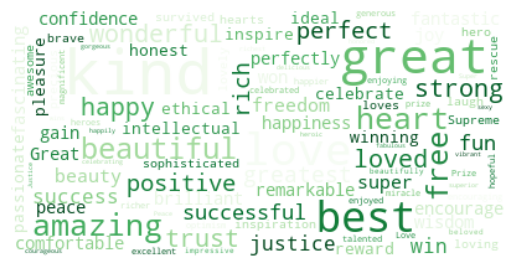 confidence survived hearts ideal generous fantastic
wonderful inspire perfect joy hero
brave gorgeous honest perfectly great rescue
awesome pleasure magnificent kind won happier enjoying strong
fascinating rich celebrated celebrate loves Prize laugh sexy
happy ethical freedom heart Supreme
gain heroes intellectual happiness winning fun
Great happily beautiful love loved free vibrant hopeful
sophisticated heroic fabulous beautifully Prize
beauty celebrating greatest super superior
Justice passionate positive remarkable miracle
success brilliant enjoyed encourage
peace richer successful best wisdom
amazing inspiration talented Love beloved
comfortable trust justice reward win loving
courageous excellent impressive